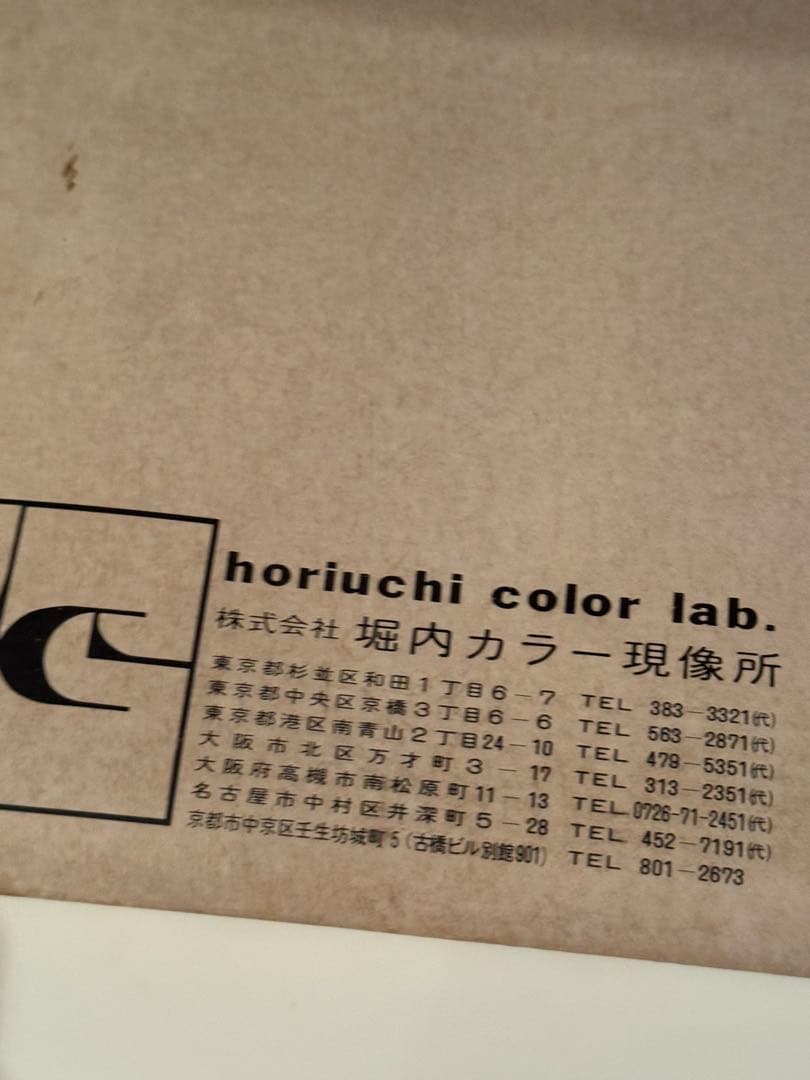 horiuchi color lab.
株式会社 堀内カラー現像所
東京都杉並区和田1丁目6－7 TEL 383－3321(代)
東京都中央区京橋3丁目6－6 TEL 563－2871(代)
東京都港区南青山2丁目24－10 TEL 479－5351(代)
大阪市北区万才町3－17 TEL 313－2351(代)
大阪府高槻市南松原町11－13 TEL.0726-71-2451(代)
名古屋市中村区井深町5－28 TEL 452－7191(代)
京都市中京区壬生坊城町5(古橋ビル別館901) TEL 801－2673